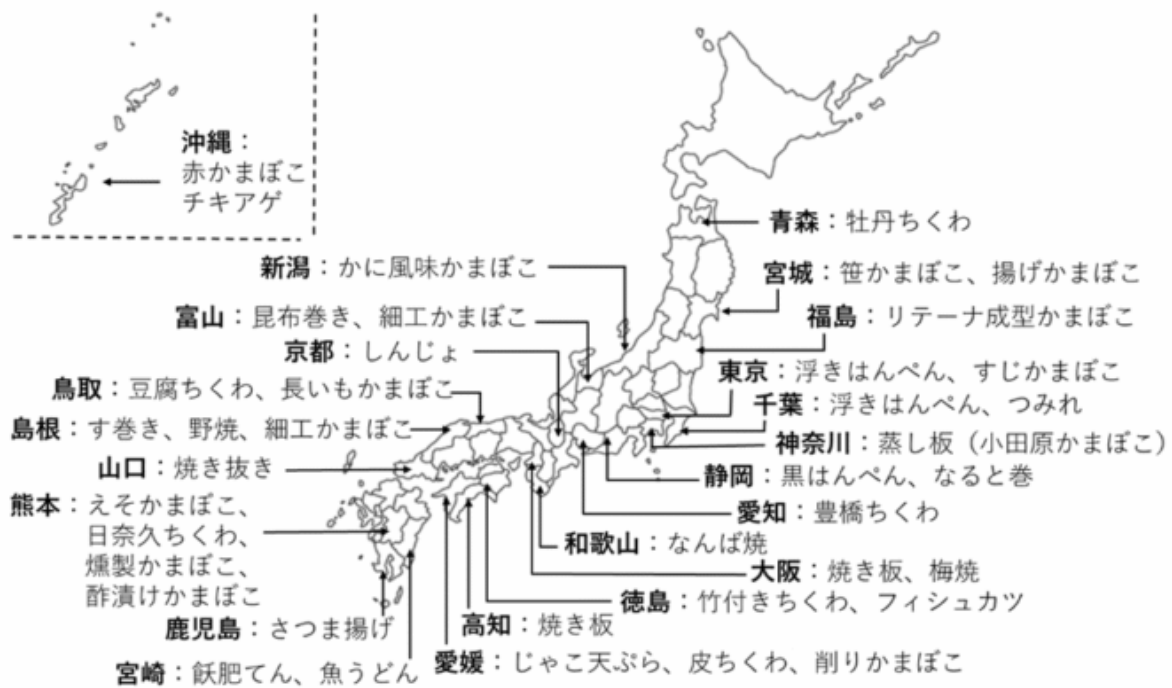 沖縄：
赤かまぼこ
チキアゲ
青森：牡丹ちくわ
新潟：かに風味かまぼこ
宮城：笹かまぼこ、揚げかまぼこ
富山：昆布巻き、細工かまぼこ
福島：リテーナ成型かまぼこ
京都：しんじょ
東京：浮きはんぺん、すじかまぼこ
鳥取：豆腐ちくわ、長いもかまぼこ
千葉：浮きはんぺん、つみれ
島根：す巻き、野焼、細工かまぼこ
神奈川：蒸し板（小田原かまぼこ）
山口：焼き抜き
静岡：黒はんぺん、なると巻
熊本：えそかまぼこ、
日奈久ちくわ、
燻製かまぼこ、
酢漬けかまぼこ
愛知：豊橋ちくわ
和歌山：なんば焼
大阪：焼き板、梅焼
徳島：竹付きちくわ、フィシュカツ
鹿児島：さつま揚げ
高知：焼き板
宮崎：飫肥てん、魚うどん
愛媛：じゃこ天ぷら、皮ちくわ、削りかまぼこ